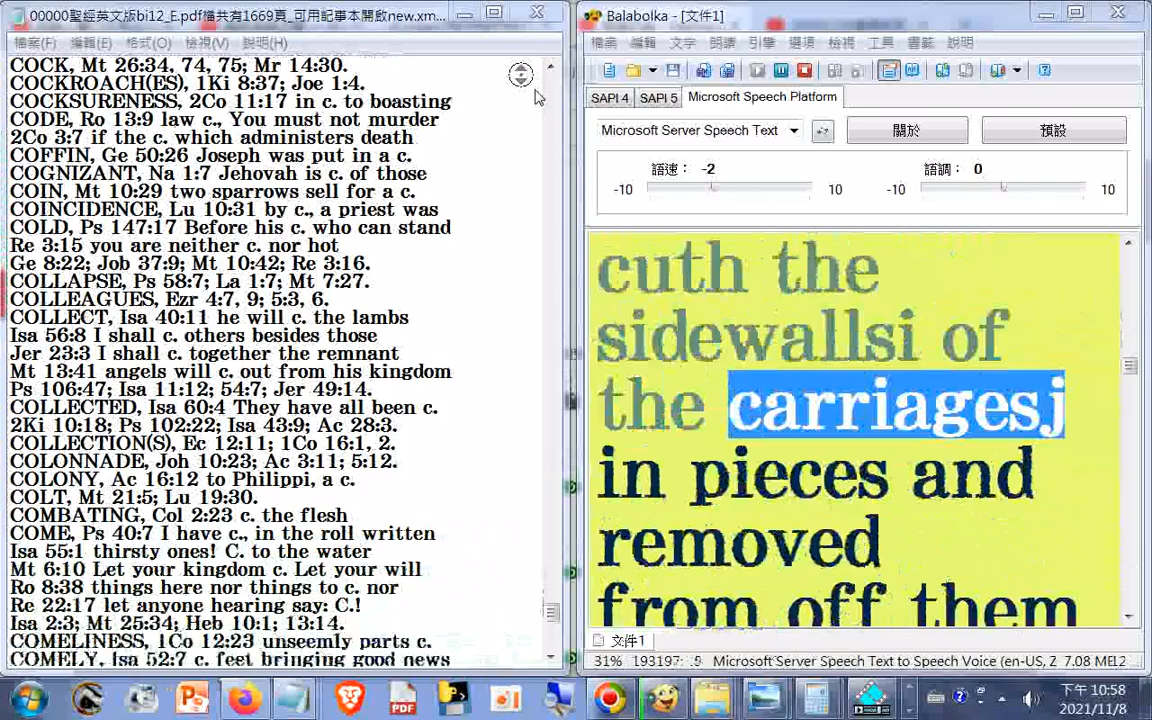 00000聖經英文版bi12_E.pdf檔共有1669頁_可用記事本開啟new.xm...
檔案(F) 編輯(E) 格式(O) 檢視(V) 說明(H)
COCK, Mt 26:34, 74, 75; Mr 14:30.
COCKROACH(ES), 1Ki 8:37; Joe 1:4.
COCKSURENESS, 2Co 11:17 in c. to boasting
CODE, Ro 13:9 law c., You must not murder
2Co 3:7 if the c. which administers death
COFFIN, Ge 50:26 Joseph was put in a c.
COGNIZANT, Na 1:7 Jehovah is c. of those
COIN, Mt 10:29 two sparrows sell for a c.
COINCIDENCE, Lu 10:31 by c., a priest was
COLD, Ps 147:17 Before his c. who can stand
Re 3:15 you are neither c. nor hot
Ge 8:22; Job 37:9; Mt 10:42; Re 3:16.
COLLAPSE, Ps 58:7; La 1:7; Mt 7:27.
COLLEAGUES, Ezr 4:7, 9; 5:3, 6.
COLLECT, Isa 40:11 he will c. the lambs
Isa 56:8 I shall c. others besides those
Jer 23:3 I shall c. together the remnant
Mt 13:41 angels will c. out from his kingdom
Ps 106:47; Isa 11:12; 54:7; Jer 49:14.
COLLECTED, Isa 60:4 They have all been c.
2Ki 10:18; Ps 102:22; Isa 43:9; Ac 28:3.
COLLECTION(S), Ec 12:11; 1Co 16:1, 2.
COLONNADE, Joh 10:23; Ac 3:11; 5:12.
COLONY, Ac 16:12 to Philippi, a c.
COLT, Mt 21:5; Lu 19:30.
COMBATING, Col 2:23 c. the flesh
COME, Ps 40:7 I have c., in the roll written
Isa 55:1 thirsty ones! C. to the water
Mt 6:10 Let your kingdom c. Let your will
Ro 8:38 things here nor things to c. nor
Re 22:17 let anyone hearing say: C.!
Isa 2:3; Mt 25:34; Heb 10:1; 13:14.
COMELINESS, 1Co 12:23 unseemly parts c.
COMELY, Isa 52:7 c. feet bringing good news
Balabolka - [文件1]
檔案 編輯 文字 朗讀 引擎 選項 檢視 工具 書籤 說明
SAPI 4 SAPI 5 Microsoft Speech Platform
Microsoft Server Speech Text 關於 預設
語速: -2 語調: 0
-10 10 -10 10
cuth the
sidewallsi of
the carriagesj
in pieces and
removed
from off them
文件1
31% Microsoft Server Speech Text to Speech Voice (en-US, Z 7.08 МЕ12
下午 10:58
2021/11/8